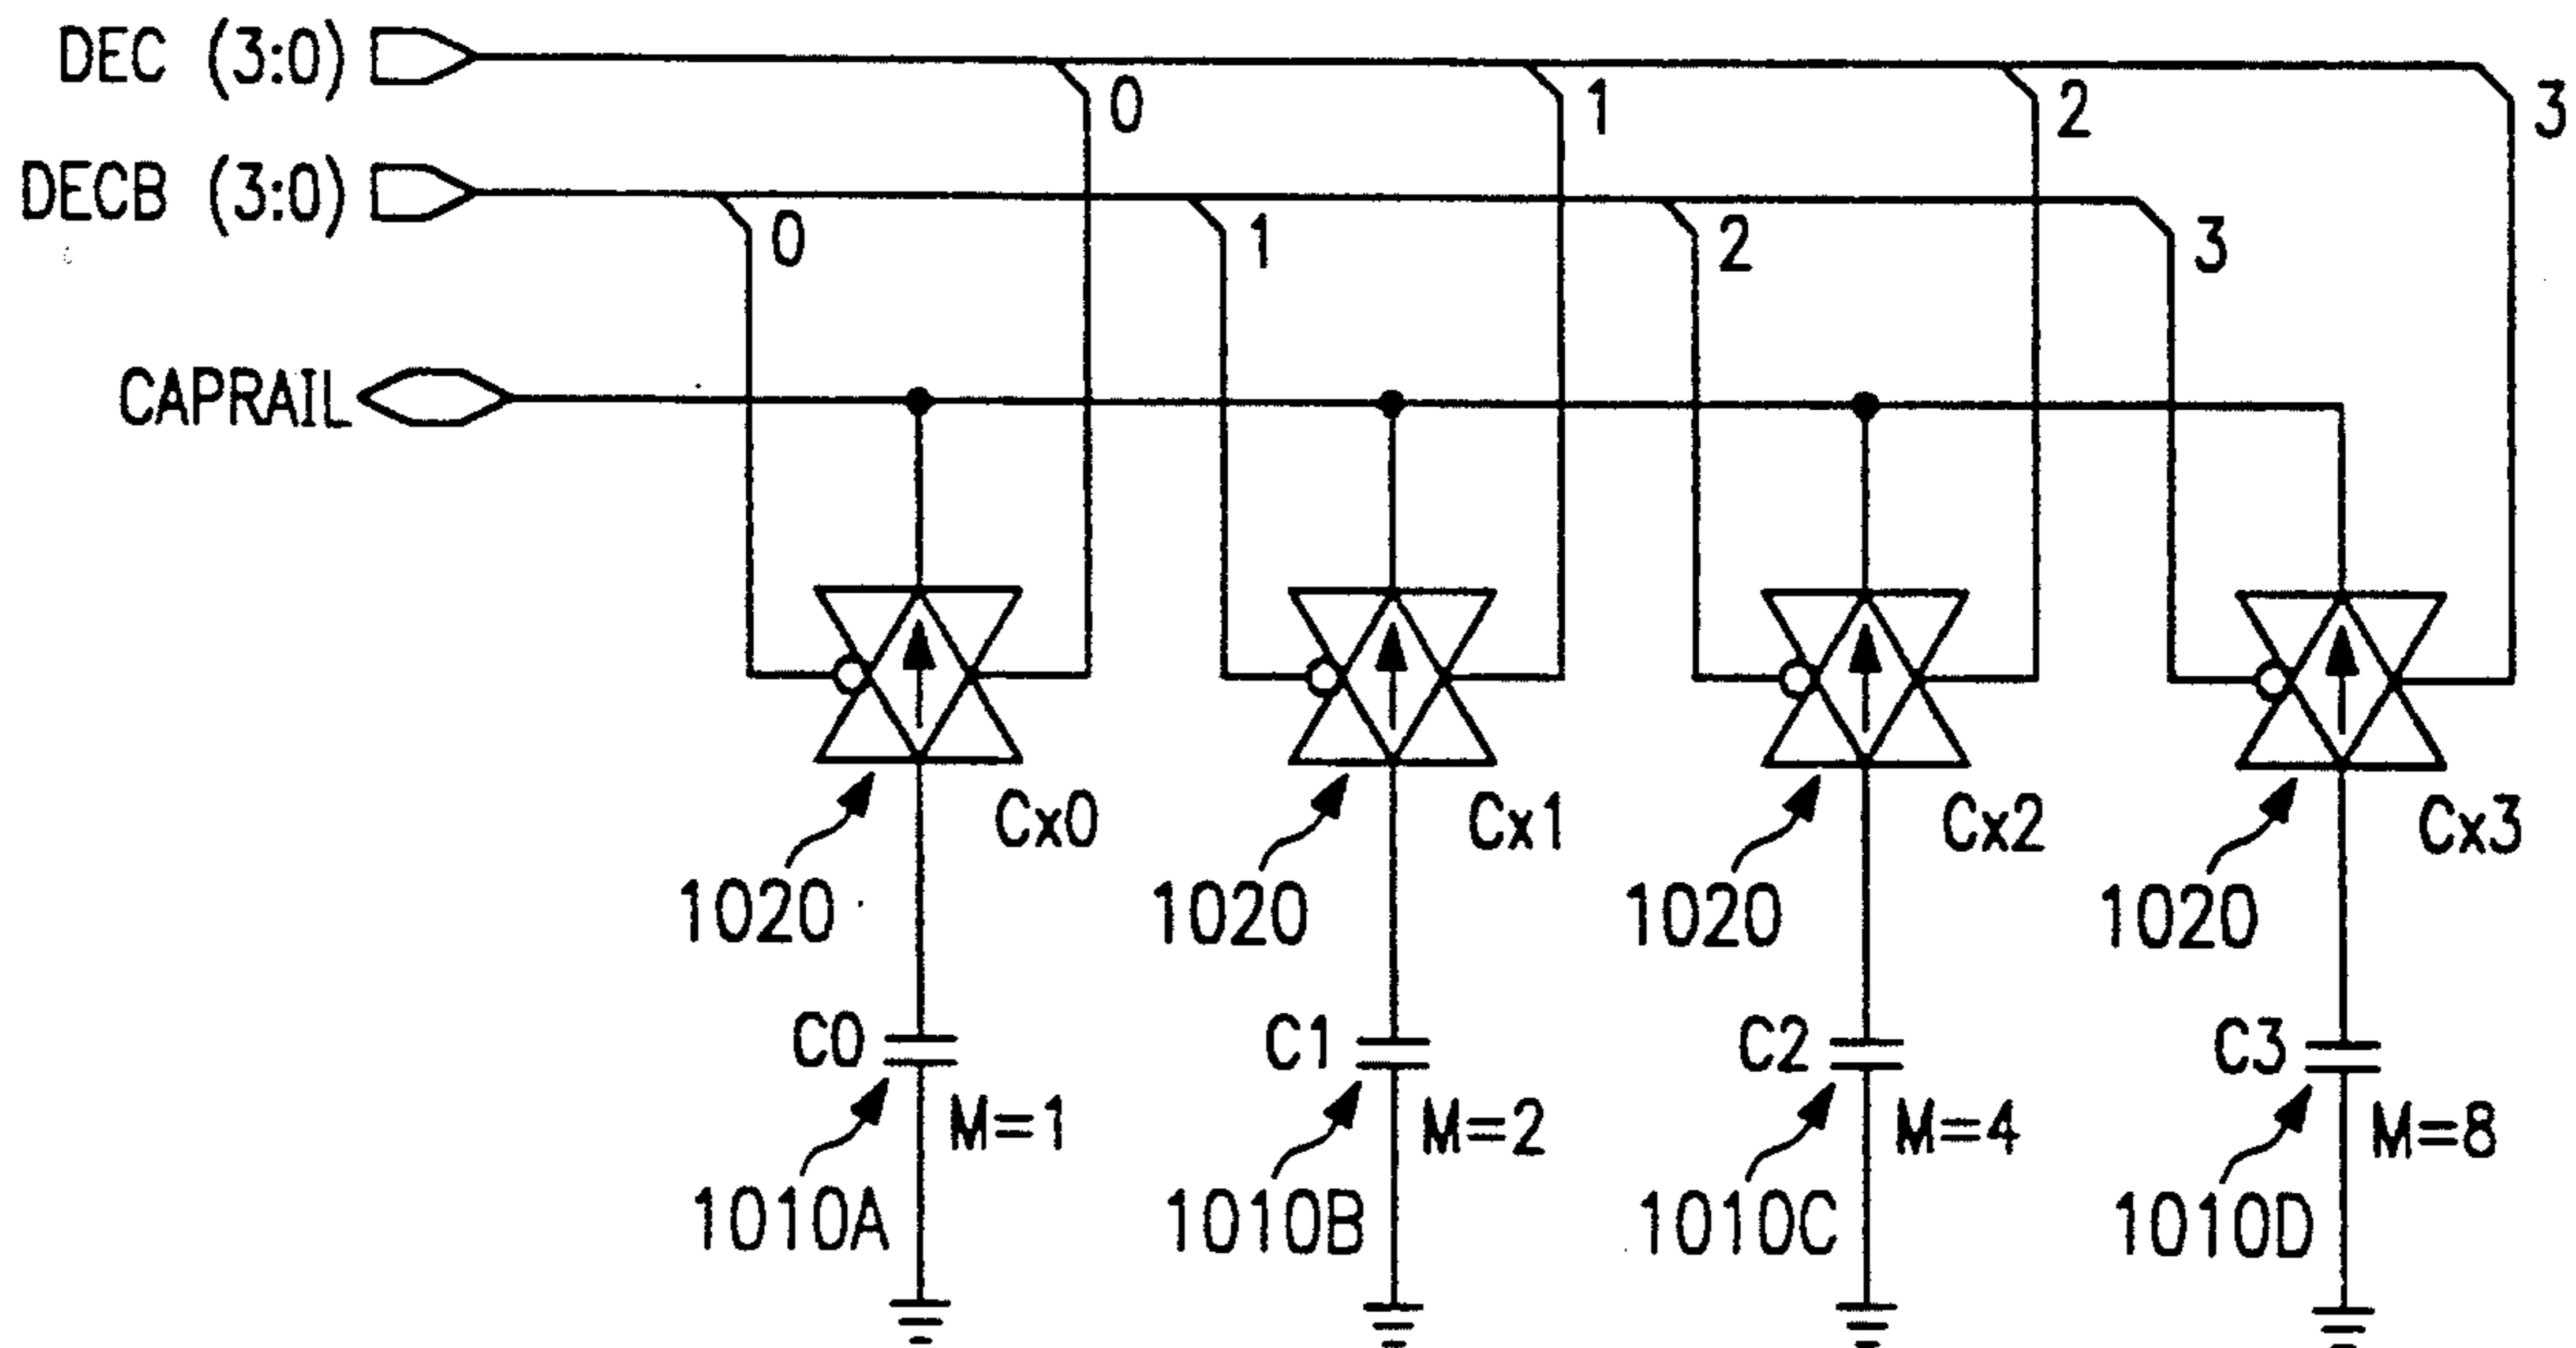 DEC (3:0)
0 1 2 3
DECB (3:0)
0 1 2 3
CAPRAIL
Cx0 Cx1 Cx2 Cx3
1020 1020 1020 1020
C0 C1 C2 C3
M=1 M=2 M=4 M=8
1010A 1010B 1010C 1010D